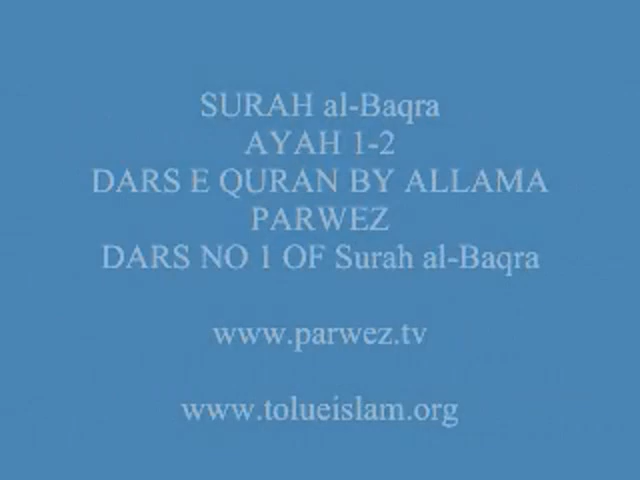 SURAH al-Baqra
AYAH 1-2
DARS E QURAN BY ALLAMA
PARWEZ
DARS NO 1 OF Surah al-Baqra
www.parwez.tv
www.tolueislam.org